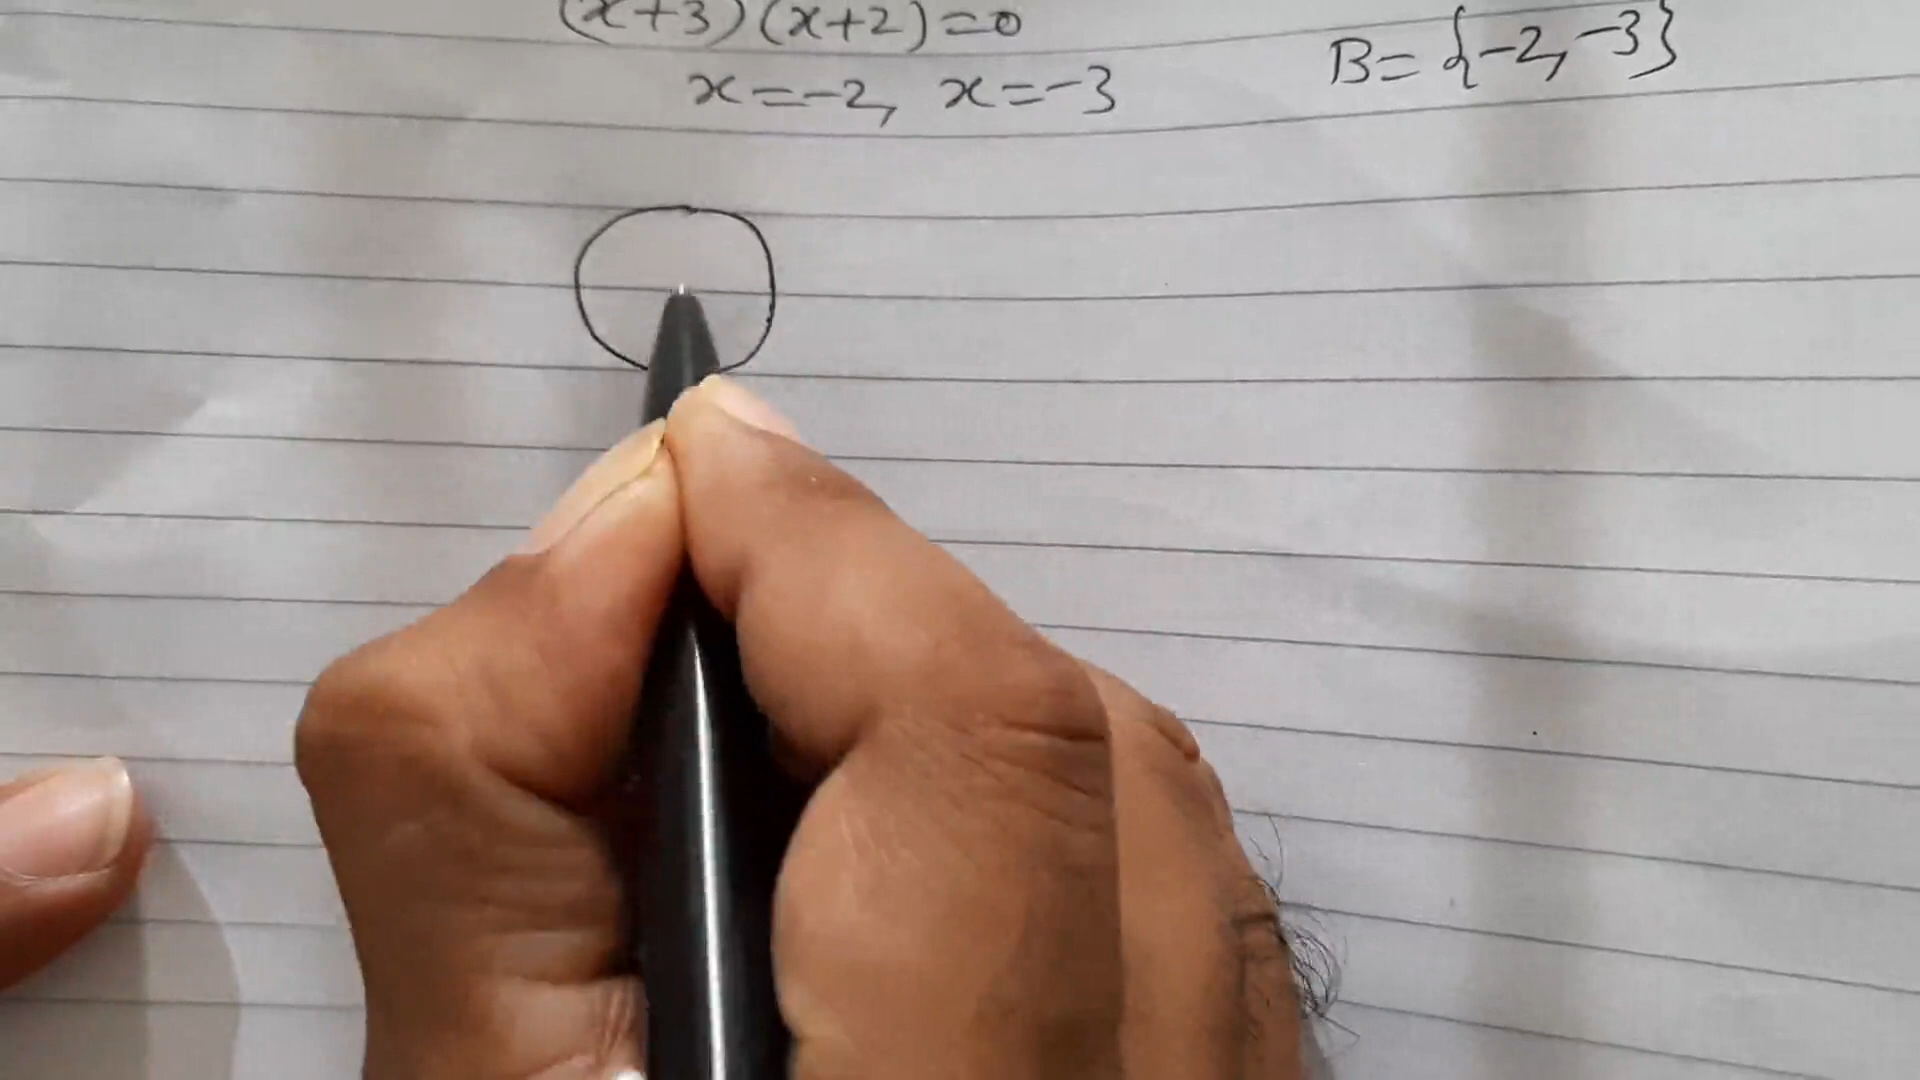 (x+3)(x+2)=0
x=-2, x=-3
B= {-2,-3}